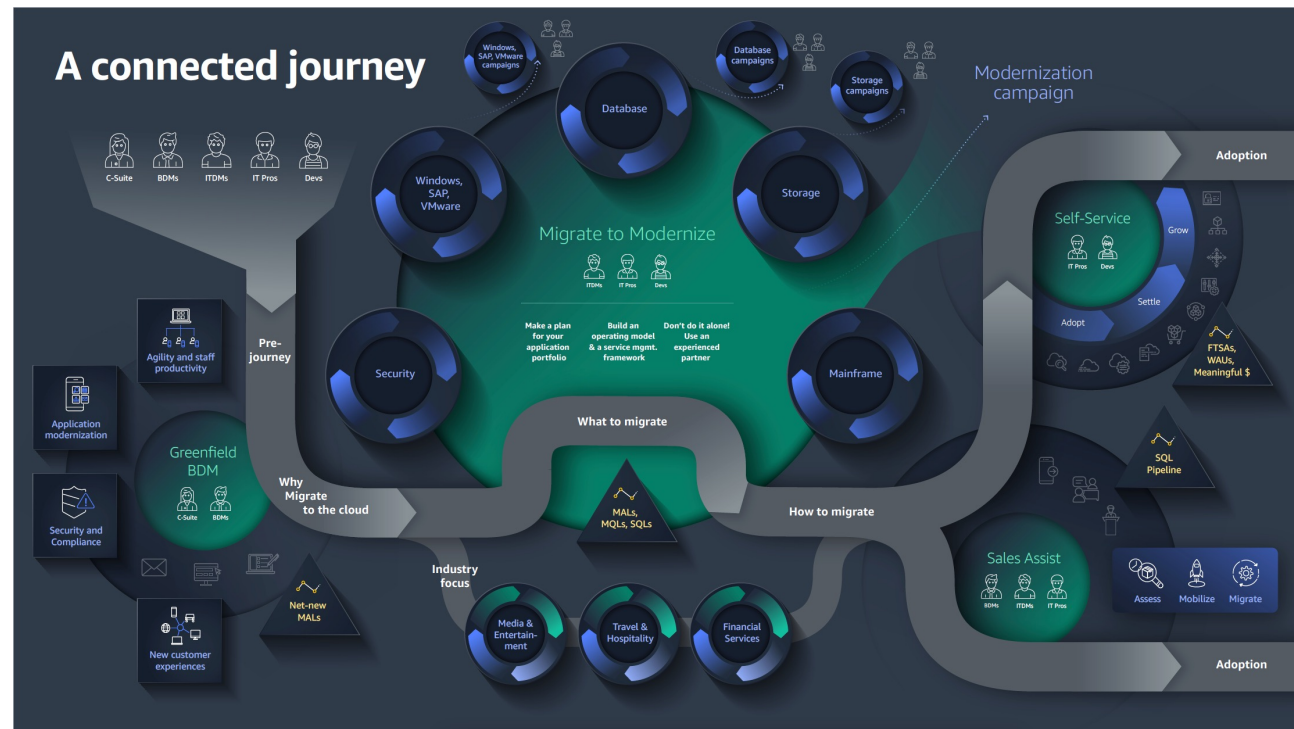 A connected journey
C-Suite
BDMs
ITDMs
IT Pros
Devs
Windows,
SAP, VMware
campaigns
Database
campaigns
Storage
campaigns
Modernization
campaign
Database
Windows,
SAP,
VMware
Storage
Security
Mainframe
Migrate to Modernize
ITDMs
IT Pros
Devs
Make a plan
for your
application
portfolio
Build an
operating model
& a service mgmt.
framework
Don’t do it alone!
Use an
experienced
partner
Pre-
journey
Agility and staff
productivity
Application
modernization
Security and
Compliance
New customer
experiences
Greenfield
BDM
C-Suite
BDMs
Net-new
MALs
Why
Migrate
to the cloud
What to migrate
MALs,
MQLs, SQLs
How to migrate
Industry
focus
Media &
Entertain-
ment
Travel &
Hospitality
Financial
Services
Adoption
Self-Service
IT Pros
Devs
Grow
Settle
Adopt
FTSAs,
WAUs,
Meaningful $
SQL
Pipeline
Sales Assist
BDMs
ITDMs
IT Pros
Assess
Mobilize
Migrate
Adoption